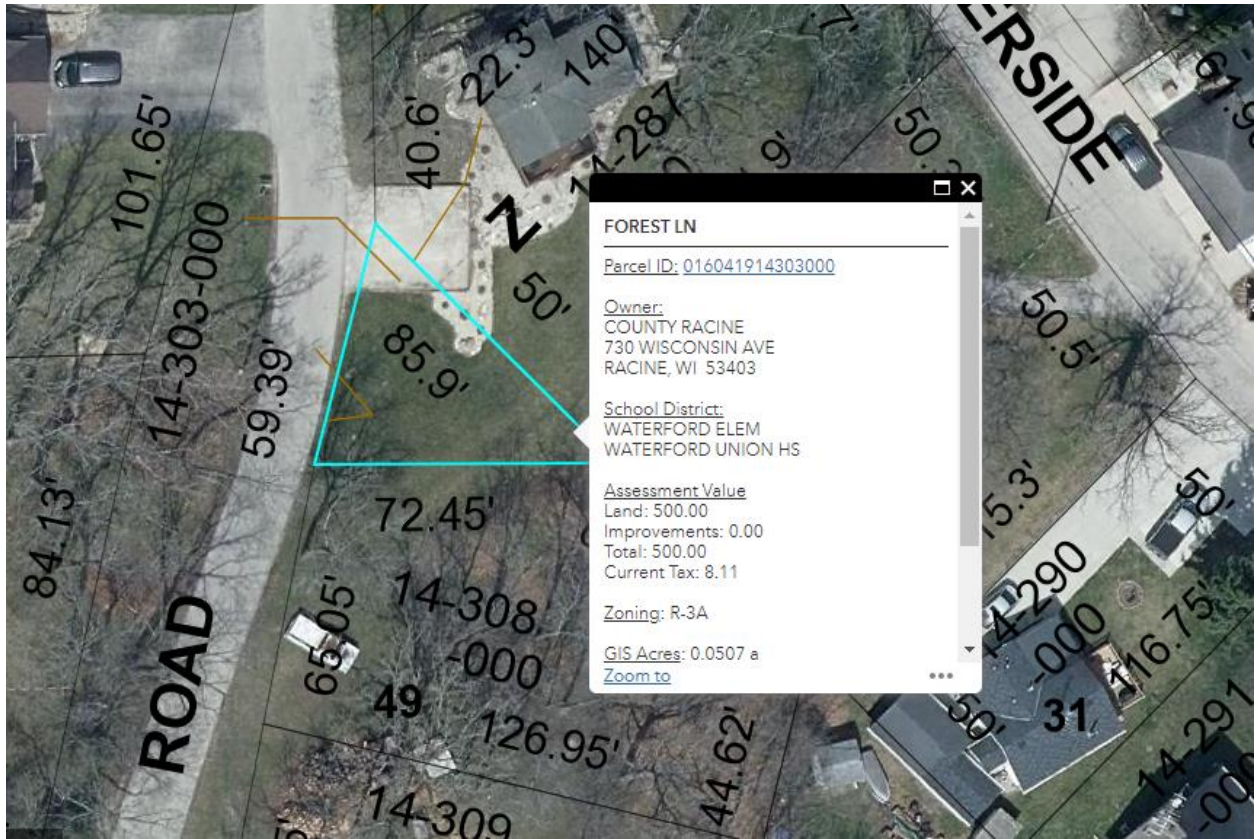 22.3'
140'
40.6'
101.65'
11-287
ERSIDE
50'
14-303-000
85.9'
59.39'
50.5'
84.13'
72.45'
15.3'
50'
14-308
-000
65.05'
49
126.95'
44.62'
ROAD
14-309
14-290
-000
116.75'
50'
31
14-291
-000
FOREST LN
Parcel ID: 016041914303000
Owner:
COUNTY RACINE
730 WISCONSIN AVE
RACINE, WI 53403
School District:
WATERFORD ELEM
WATERFORD UNION HS
Assessment Value
Land: 500.00
Improvements: 0.00
Total: 500.00
Current Tax: 8.11
Zoning: R-3A
GIS Acres: 0.0507 a
Zoom to